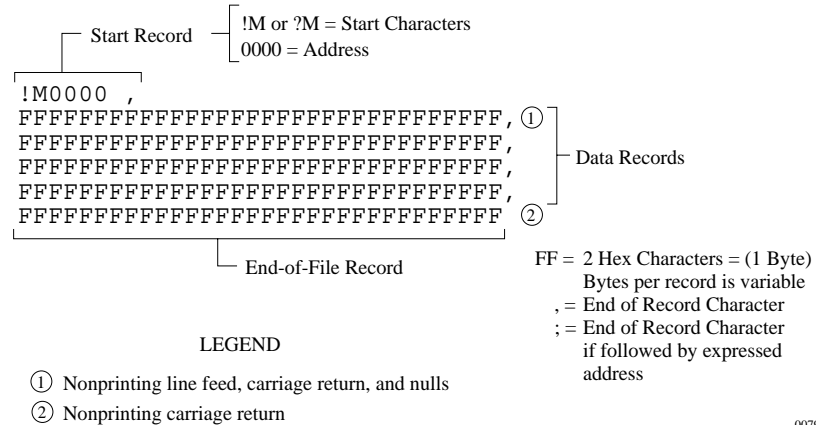 Start Record
!M or ?M = Start Characters
0000 = Address
!M0000 ,
FFFFFFFFFFFFFFFFFFFFFFFFFFFFFFFF, ①
FFFFFFFFFFFFFFFFFFFFFFFFFFFFFFFF,
FFFFFFFFFFFFFFFFFFFFFFFFFFFFFFFF,
FFFFFFFFFFFFFFFFFFFFFFFFFFFFFFFF,
FFFFFFFFFFFFFFFFFFFFFFFFFFFFFFFF ②
Data Records
End-of-File Record
FF = 2 Hex Characters = (1 Byte)
Bytes per record is variable
, = End of Record Character
; = End of Record Character
if followed by expressed
address
LEGEND
① Nonprinting line feed, carriage return, and nulls
② Nonprinting carriage return